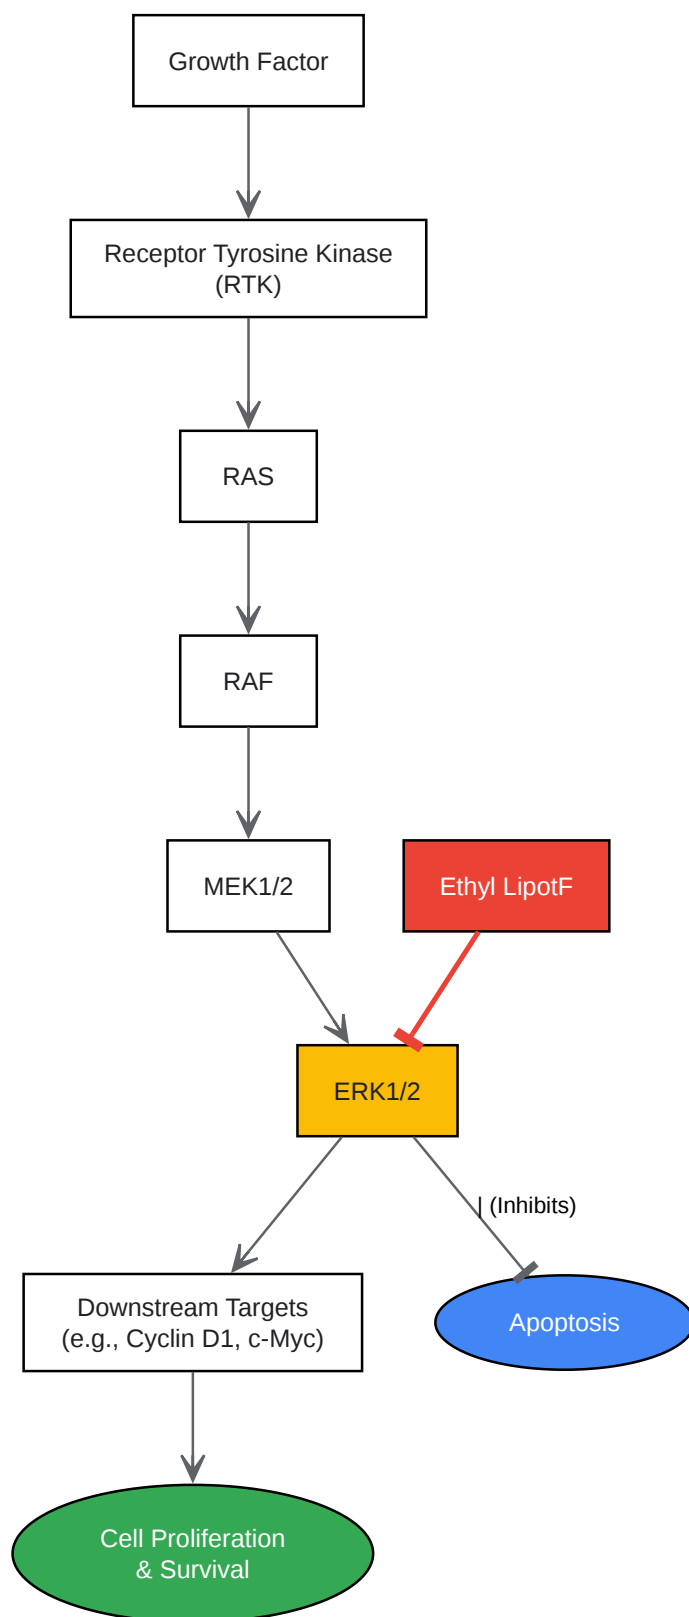 Growth Factor
Receptor Tyrosine Kinase
(RTK)
RAS
RAF
MEK1/2
Ethyl LipotF
ERK1/2
| (Inhibits)
Downstream Targets
(e.g., Cyclin D1, c-Myc)
Apoptosis
Cell Proliferation
& Survival